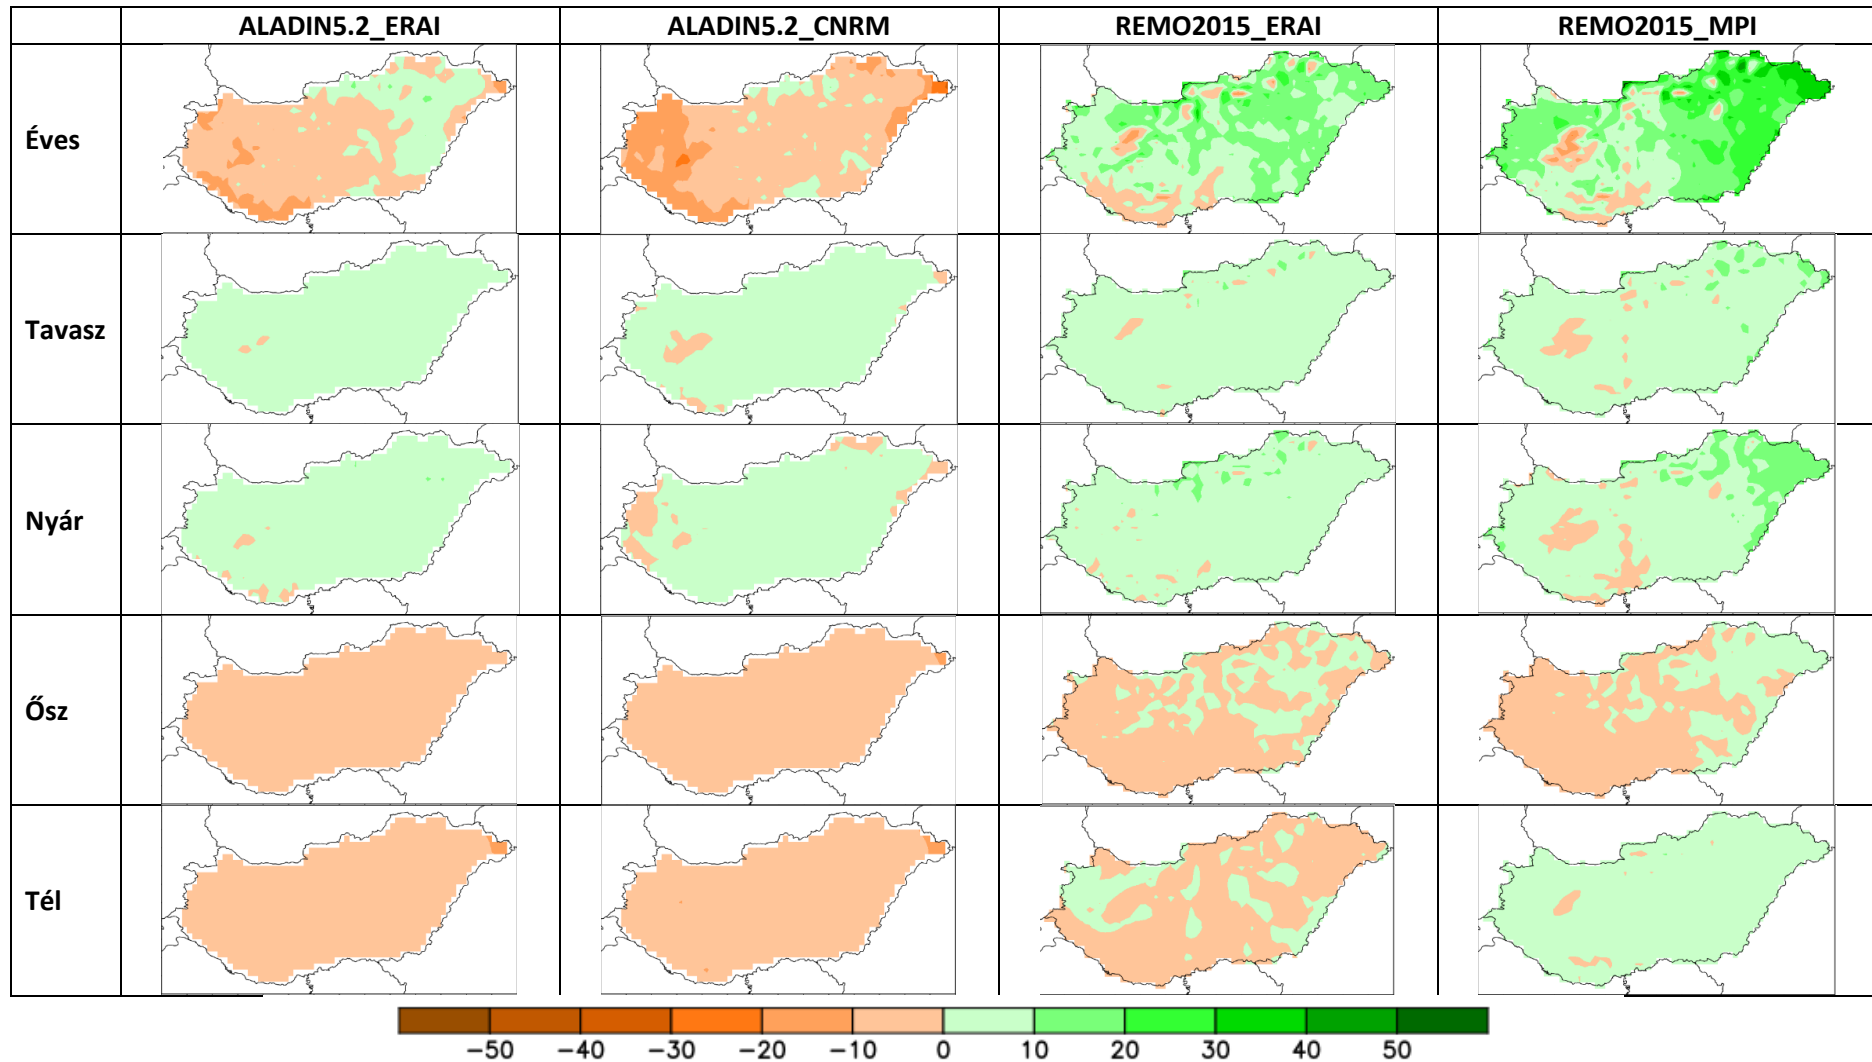 ALADIN5.2_ERAI ALADIN5.2_CNRM REMO2015_ERAI REMO2015_MPI
Éves
Tavasz
Nyár
Ősz
Tél
−50 −40 −30 −20 −10 0 10 20 30 40 50